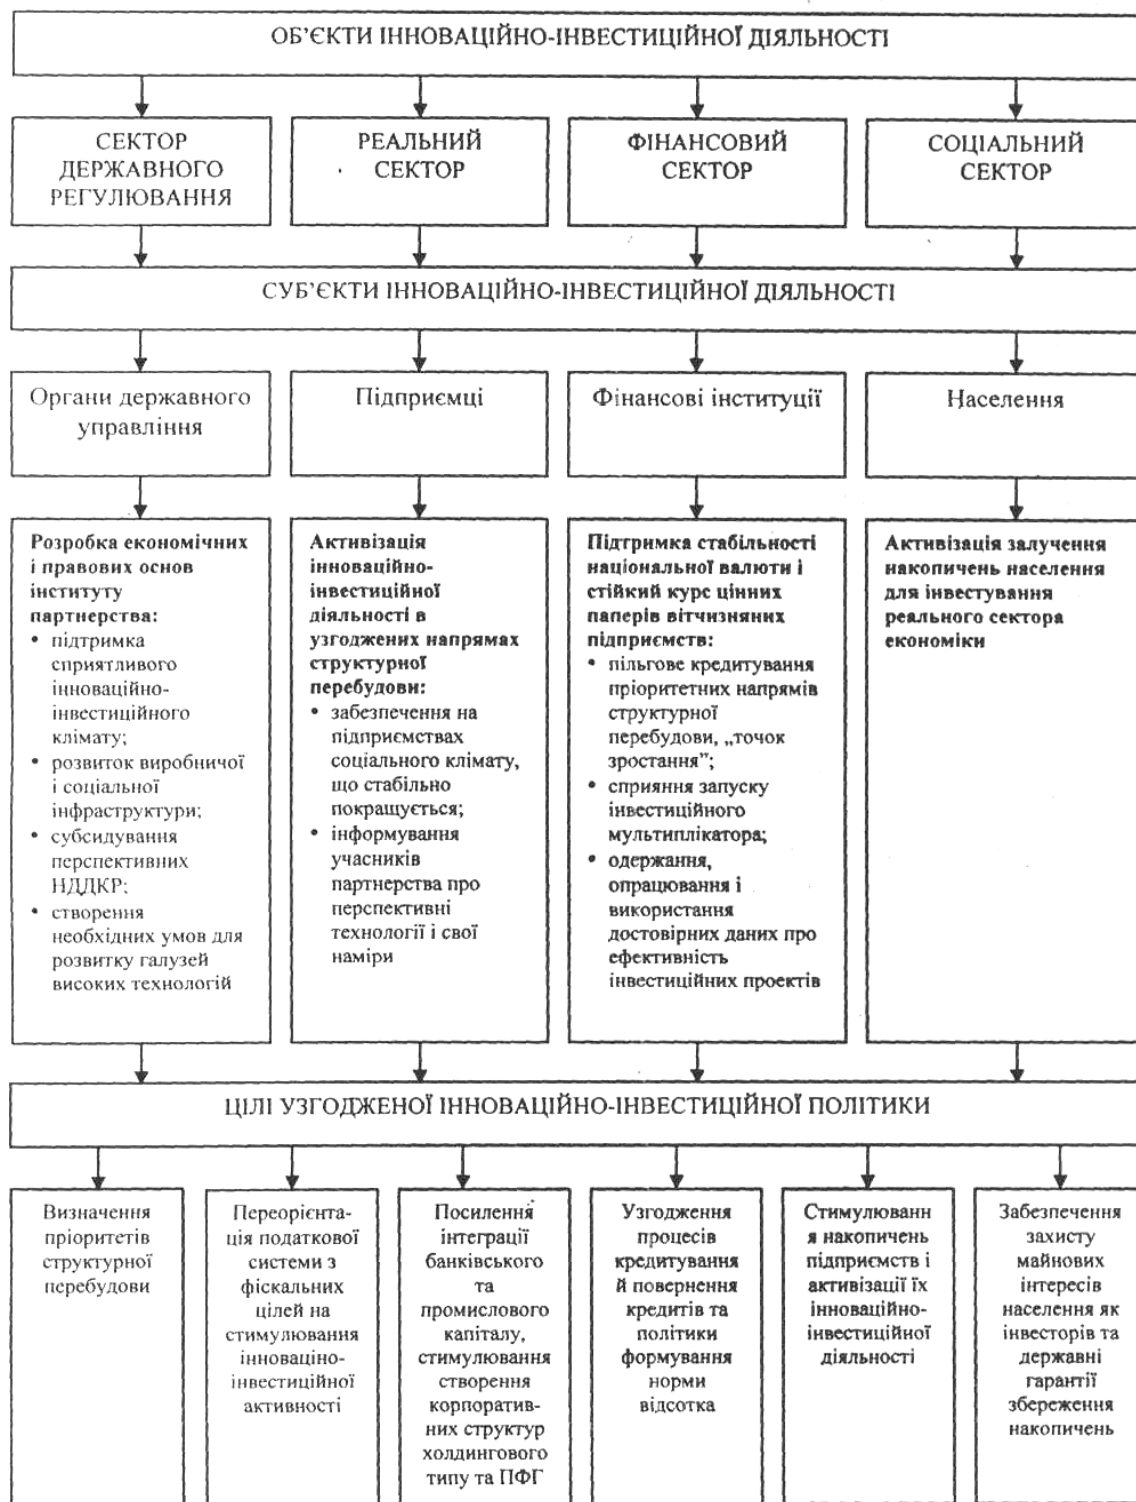 ОБ’ЄКТИ ІННОВАЦІЙНО-ІНВЕСТИЦІЙНОЇ ДІЯЛЬНОСТІ
СЕКТОР
ДЕРЖАВНОГО
РЕГУЛЮВАННЯ
РЕАЛЬНИЙ
СЕКТОР
ФІНАНСОВИЙ
СЕКТОР
СОЦІАЛЬНИЙ
СЕКТОР
СУБ’ЄКТИ ІННОВАЦІЙНО-ІНВЕСТИЦІЙНОЇ ДІЯЛЬНОСТІ
Органи державного
управління
Підприємці
Фінансові інституції
Населення
Розробка економічних
і правових основ
інституту
партнерства:
• підтримка
сприятливого
інноваційно-
інвестиційного
клімату;
• розвиток виробничої
і соціальної
інфраструктури;
• субсидування
перспективних
НДДКР;
• створення
необхідних умов для
розвитку галузей
високих технологій
Активізація
інноваційно-
інвестиційної
діяльності в
узгоджених напрямах
структурної
перебудови:
• забезпечення на
підприємствах
соціального клімату,
що стабільно
покращується;
• інформування
учасників
партнерства про
перспективні
технології і свої
наміри
Підтримка стабільності
національної валюти і
стійкий курс цінних
паперів вітчизняних
підприємств:
• пільгове кредитування
пріоритетних напрямів
структурної
перебудови, „точок
зростання”;
• сприяння запуску
інвестиційного
мультиплікатора;
• одержання,
опрацювання і
використання
достовірних даних про
ефективність
інвестиційних проектів
Активізація залучення
накопичень населення
для інвестування
реального сектора
економіки
ЦІЛІ УЗГОДЖЕНОЇ ІННОВАЦІЙНО-ІНВЕСТИЦІЙНОЇ ПОЛІТИКИ
Визначення
пріоритетів
структурної
перебудови
Переорієнта-
ція податкової
системи з
фіскальних
цілей на
стимулювання
інноваціно-
інвестиційної
активності
Посилення
інтеграції
банківського
та
промислового
капіталу,
стимулювання
створення
корпоратив-
них структур
холдингового
типу та ПФГ
Узгодження
процесів
кредитування
й повернення
кредитів та
політики
формування
норми
відсотка
Стимулюванн
я накопичень
підприємств і
активізації їх
інноваційно-
інвестиційної
діяльності
Забезпечення
захисту
майнових
інтересів
населення як
інвесторів та
державні
гарантії
збереження
накопичень